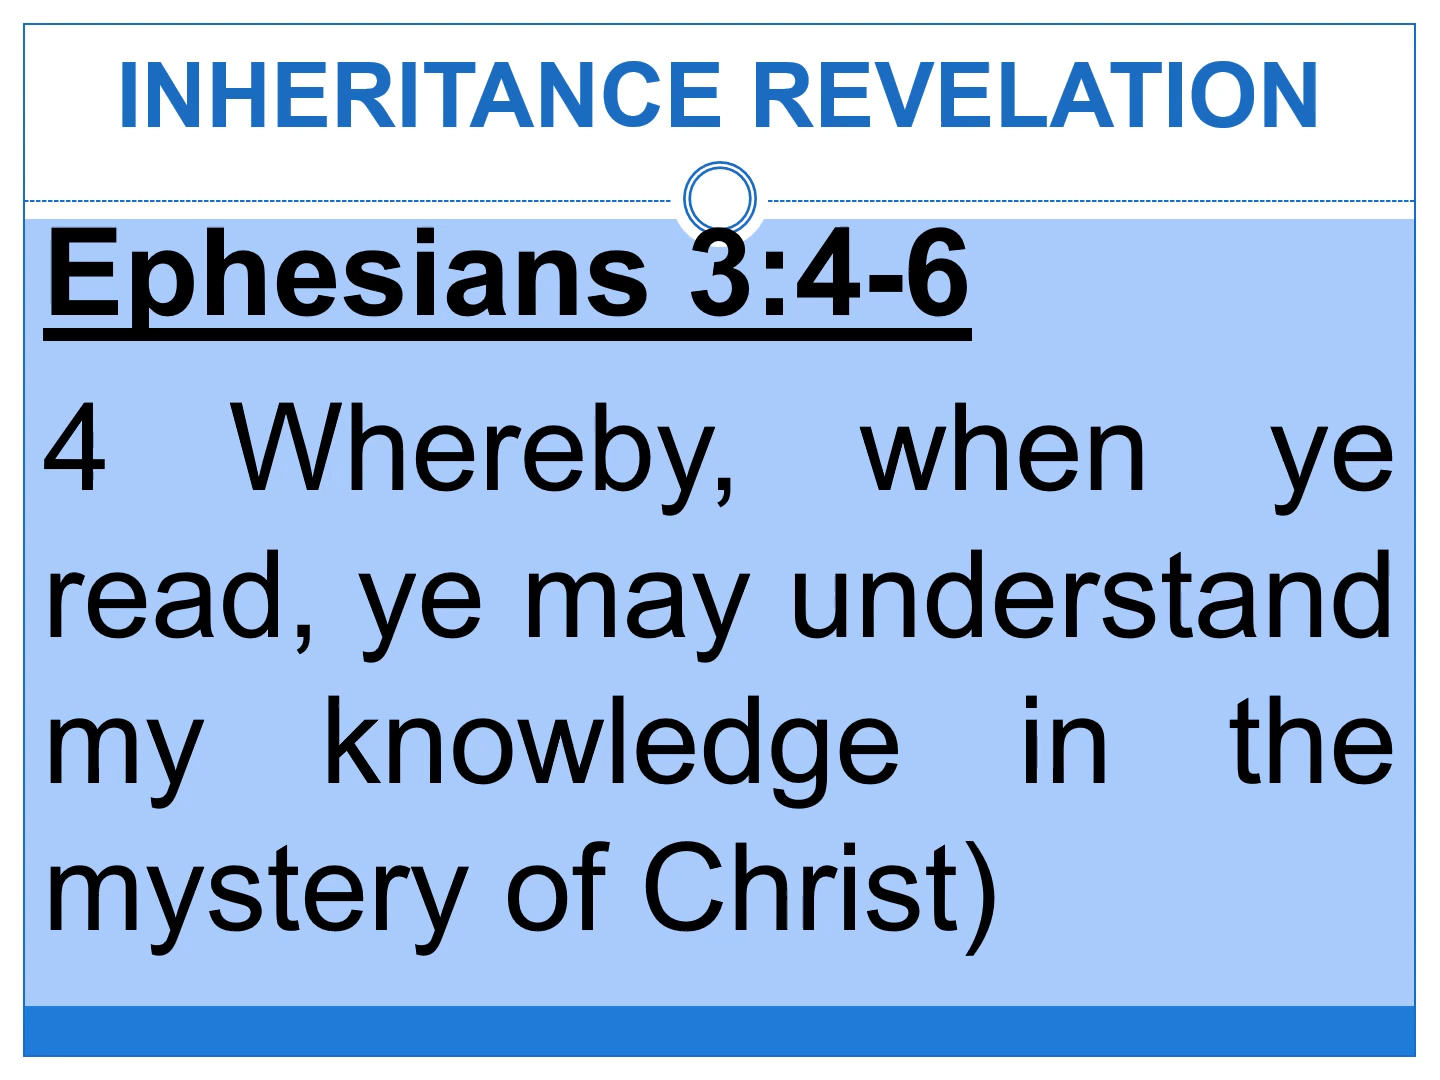 INHERITANCE REVELATION
Ephesians 3:4-6
4 Whereby, when ye
read, ye may understand
my knowledge in the
mystery of Christ)